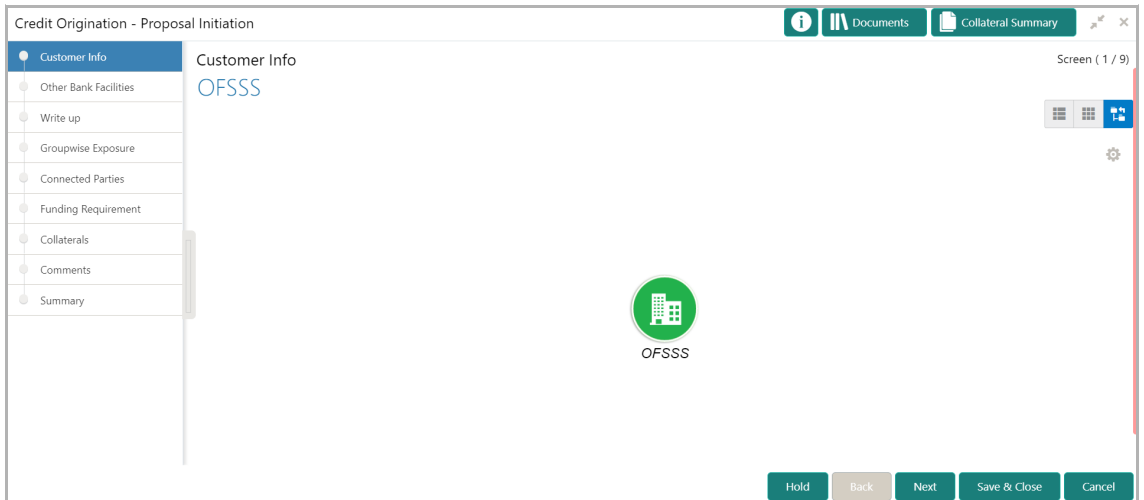 Credit Origination - Proposal Initiation
i
Documents
Collateral Summary
Customer Info
Other Bank Facilities
Write up
Groupwise Exposure
Connected Parties
Funding Requirement
Collaterals
Comments
Summary
Customer Info
Screen ( 1 / 9)
OFSSS
OFSSS
Hold
Back
Next
Save & Close
Cancel